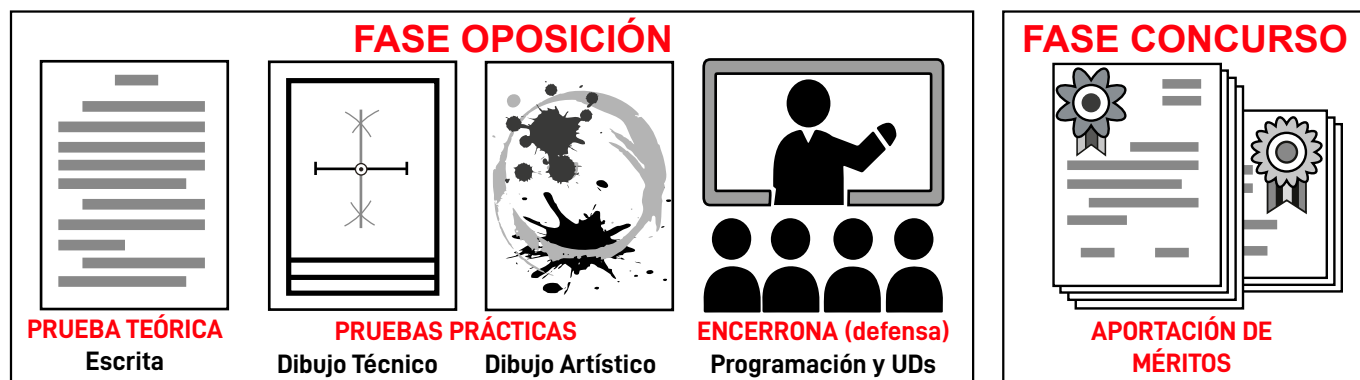 FASE OPOSICIÓN
PRUEBA TEÓRICA
Escrita
PRUEBAS PRÁCTICAS
Dibujo Técnico
Dibujo Artístico
ENCERRONA (defensa)
Programación y UDs
FASE CONCURSO
APORTACIÓN DE
MÉRITOS